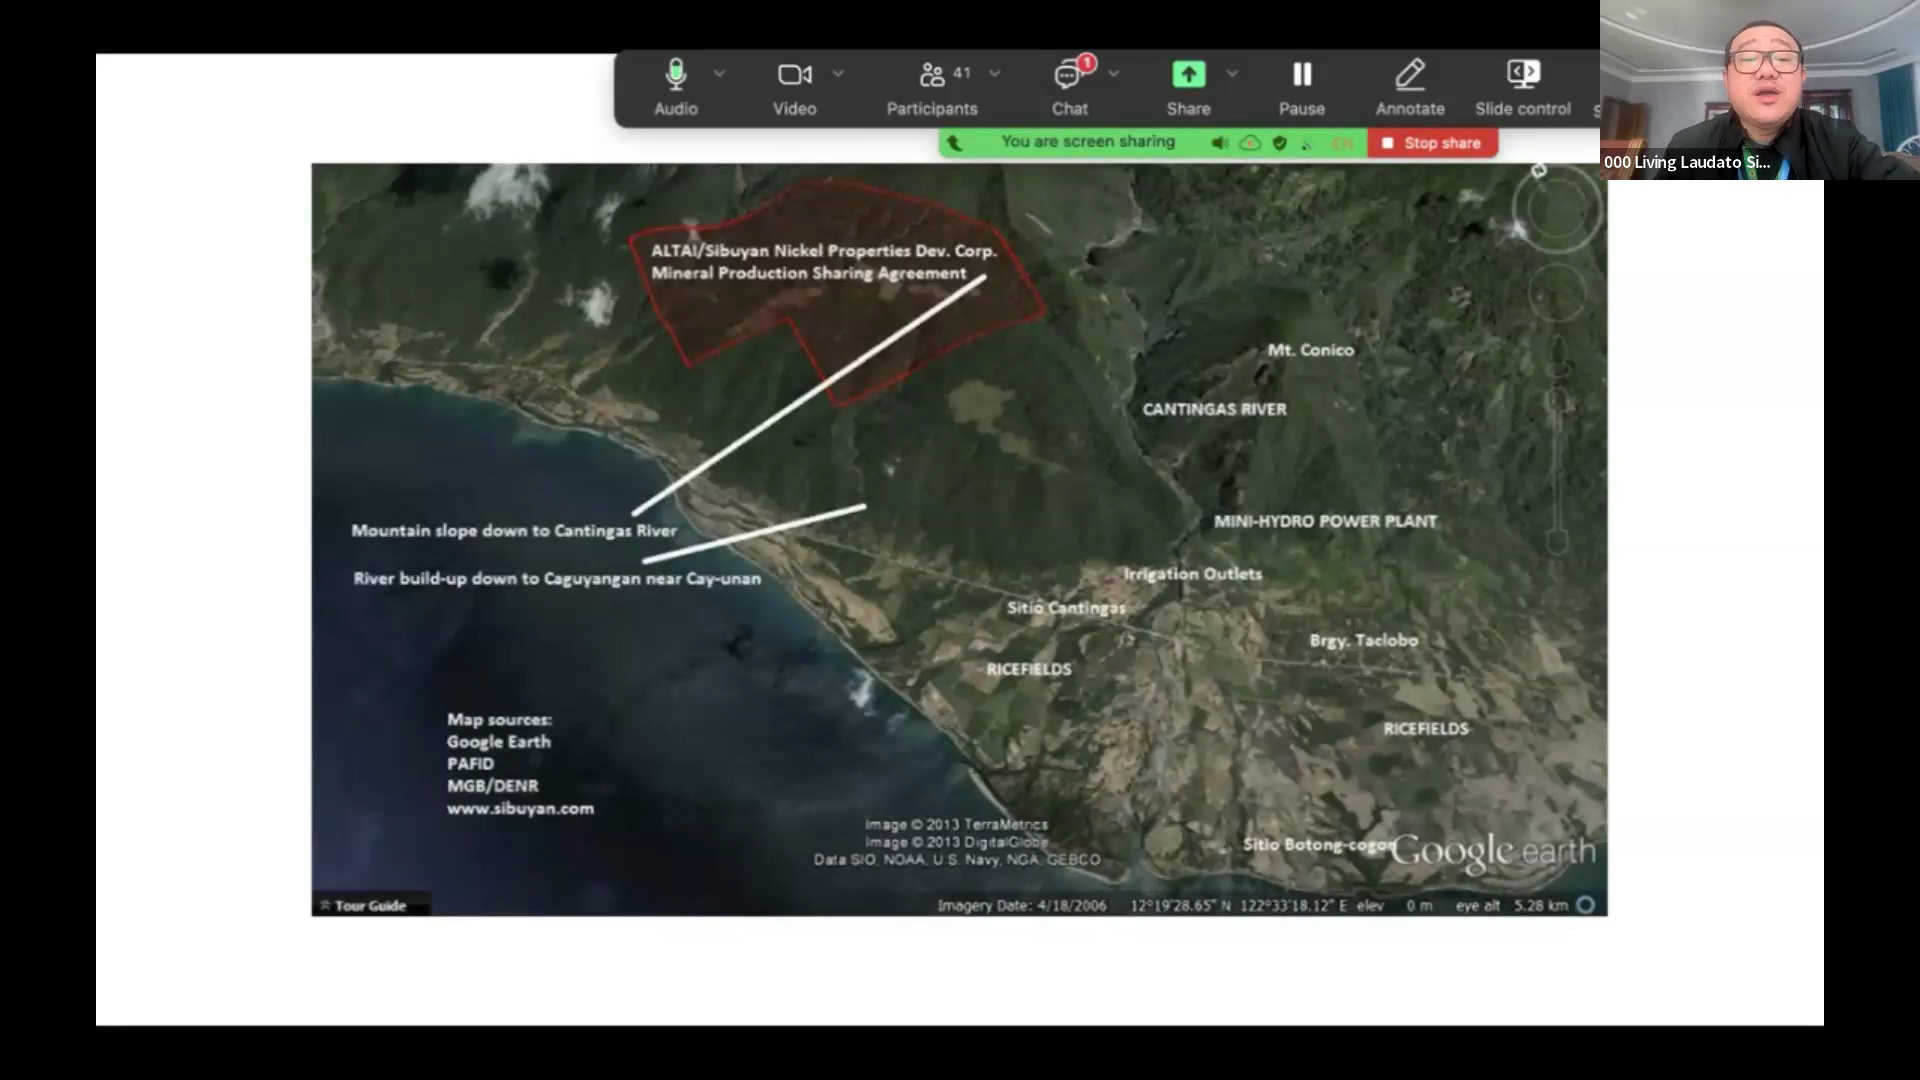 Audio
Video
41
Participants
1
Chat
Share
Pause
Annotate
Slide control
You are screen sharing
Stop share
000 Living Laudato Si...
ALTAI/Sibuyan Nickel Properties Dev. Corp.
Mineral Production Sharing Agreement
Mt. Conico
CANTINGAS RIVER
Mountain slope down to Cantingas River
MINI-HYDRO POWER PLANT
River build-up down to Caguyangan near Cay-unan
Irrigation Outlets
Sitio Cantingas
Brgy. Taclobo
RICEFIELDS
RICEFIELDS
Map sources:
Google Earth
PAFID
MGB/DENR
www.sibuyan.com
Image © 2013 TerraMetrics
Image © 2013 DigitalGlobe
Data SIO, NOAA, U.S. Navy, NGA, GEBCO
Sitio Botong-cogon
Google earth
Tour Guide
Imagery Date: 4/18/2006 12°19'28.65" N 122°33'18.12" E elev 0 m eye alt 5.28 km